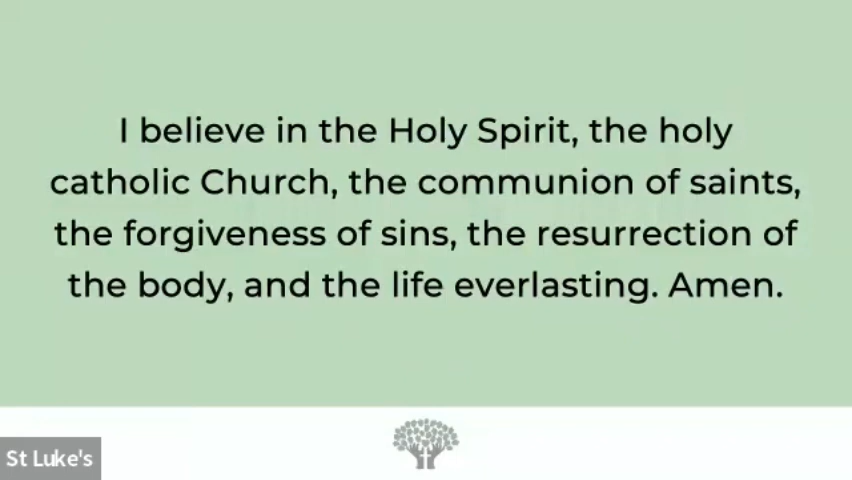 I believe in the Holy Spirit, the holy
catholic Church, the communion of saints,
the forgiveness of sins, the resurrection of
the body, and the life everlasting. Amen.
St Luke's